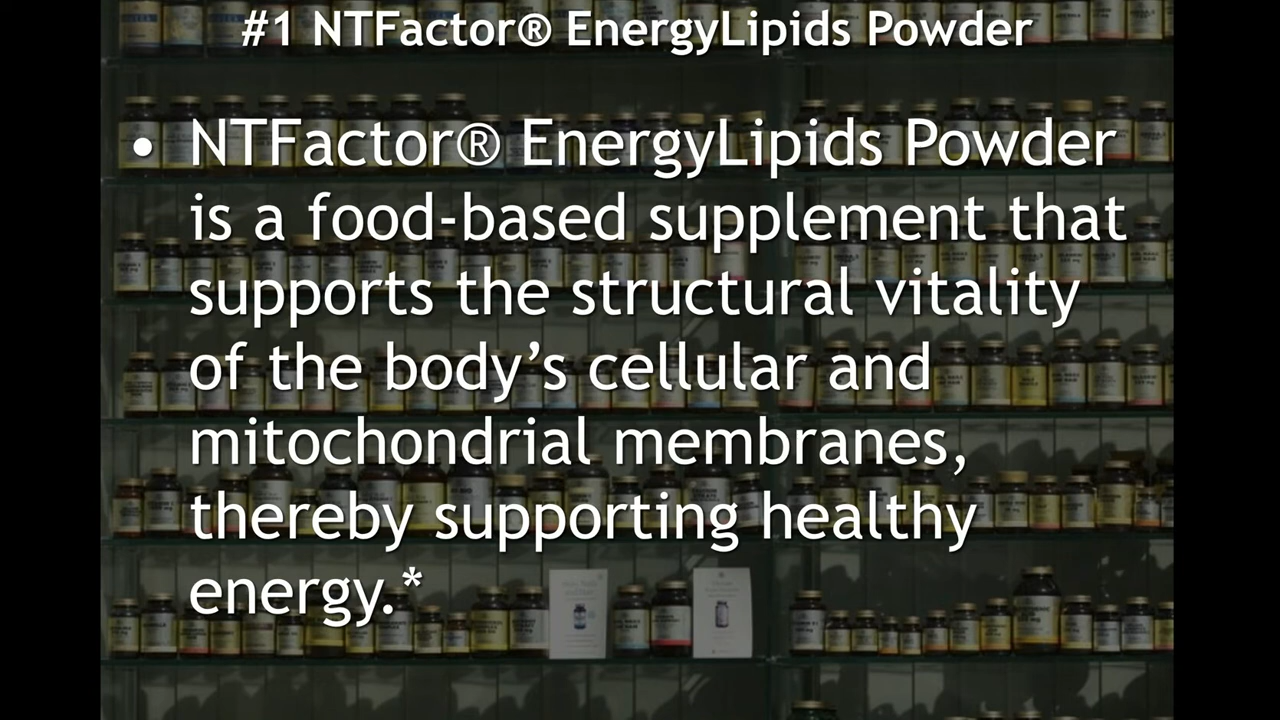 #1 NTFactor® EnergyLipids Powder
• NTFactor® EnergyLipids Powder
is a food-based supplement that
supports the structural vitality
of the body’s cellular and
mitochondrial membranes,
thereby supporting healthy
energy.*